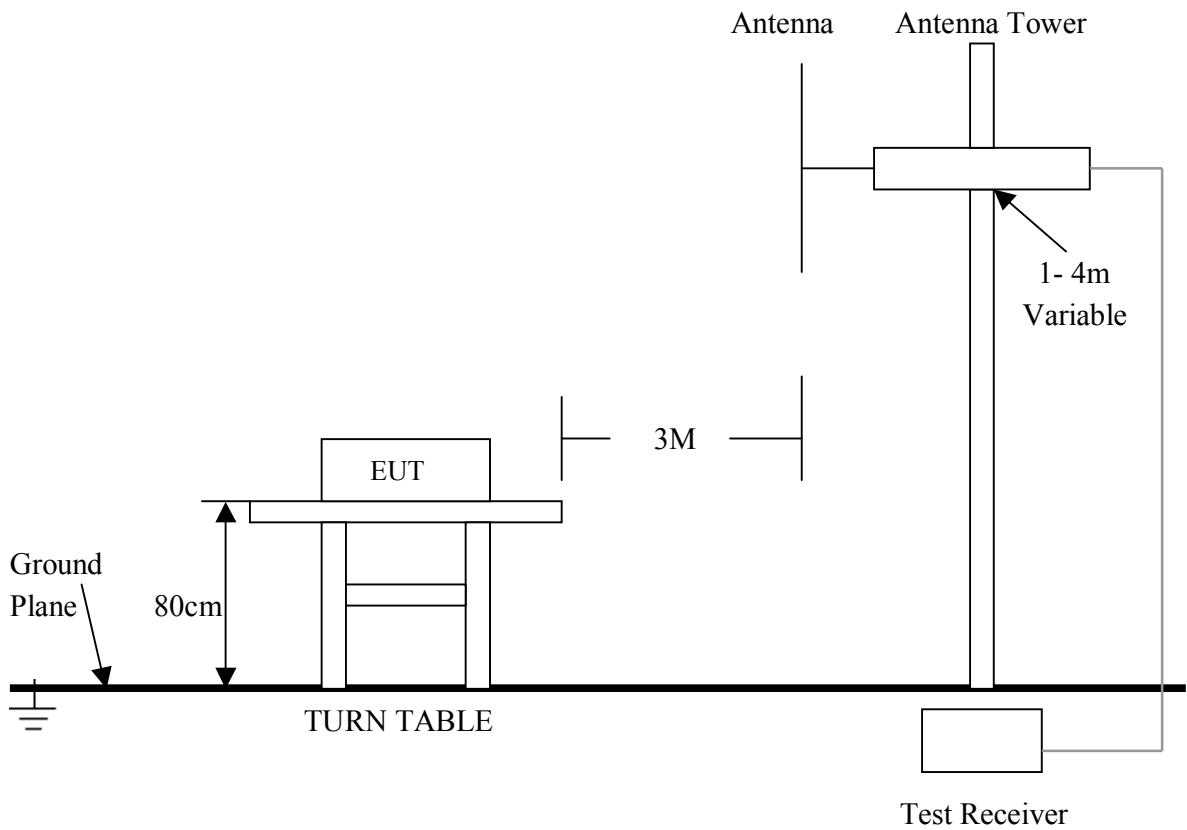 Antenna
Antenna Tower
1- 4m
Variable
3M
EUT
Ground
Plane
80cm
TURN TABLE
Test Receiver